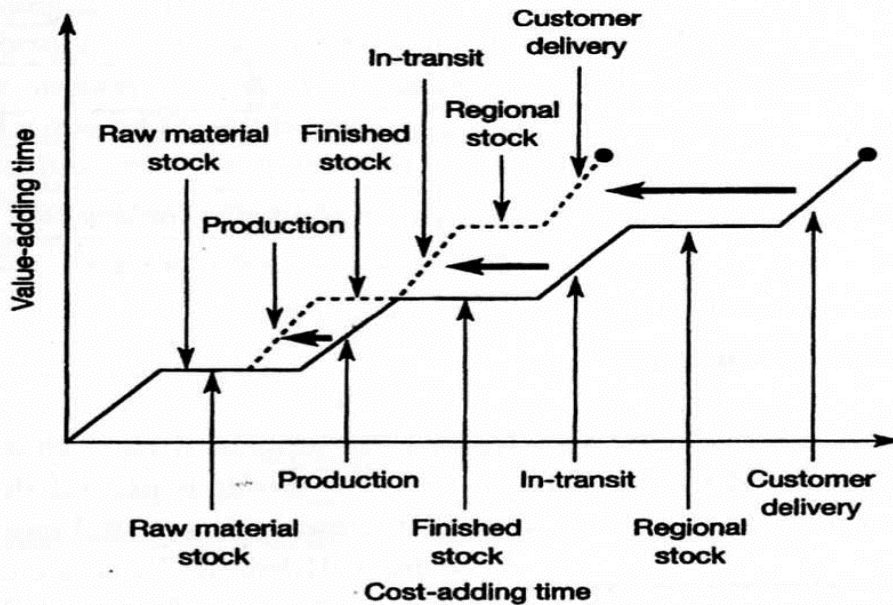 Customer
delivery
In-transit
Regional
stock
Raw material
stock
Finished
stock
Production
Value-adding time
Production
In-transit
Customer
delivery
Raw material
stock
Finished
stock
Regional
stock
Cost-adding time